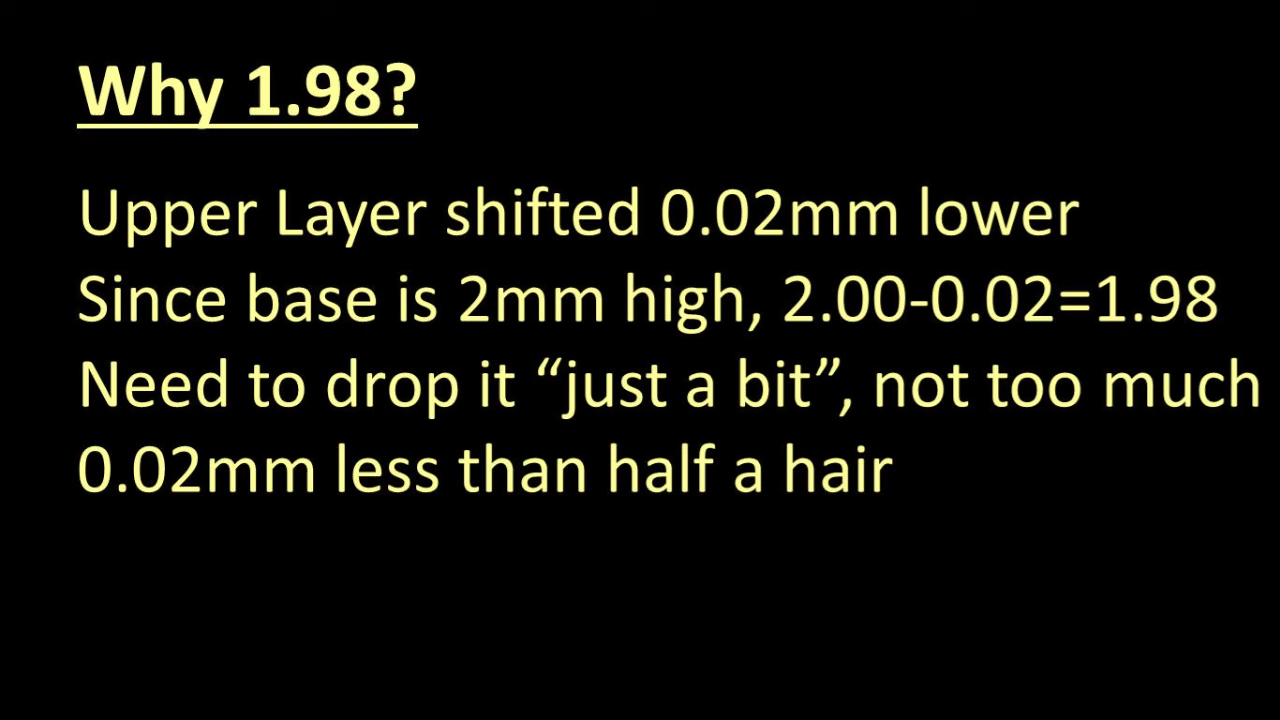 Why 1.98?
Upper Layer shifted 0.02mm lower
Since base is 2mm high, 2.00-0.02=1.98
Need to drop it “just a bit”, not too much
0.02mm less than half a hair